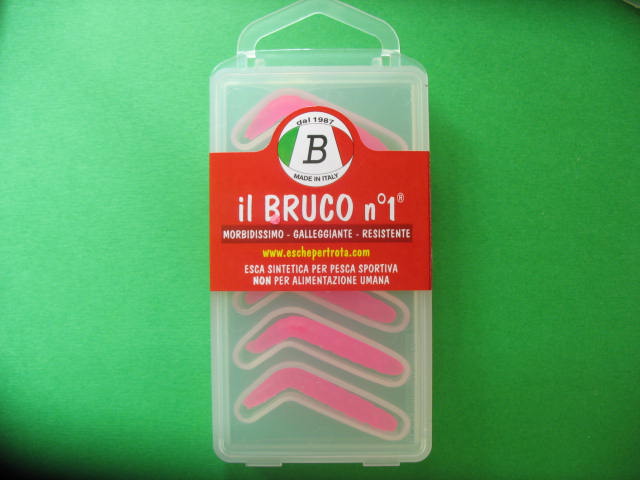 dal 1987
B
MADE IN ITALY
il BRUCO n°1®
MORBIDISSIMO - GALLEGGIANTE - RESISTENTE
www.eschepertrota.com
ESCA SINTETICA PER PESCA SPORTIVA
NON PER ALIMENTAZIONE UMANA